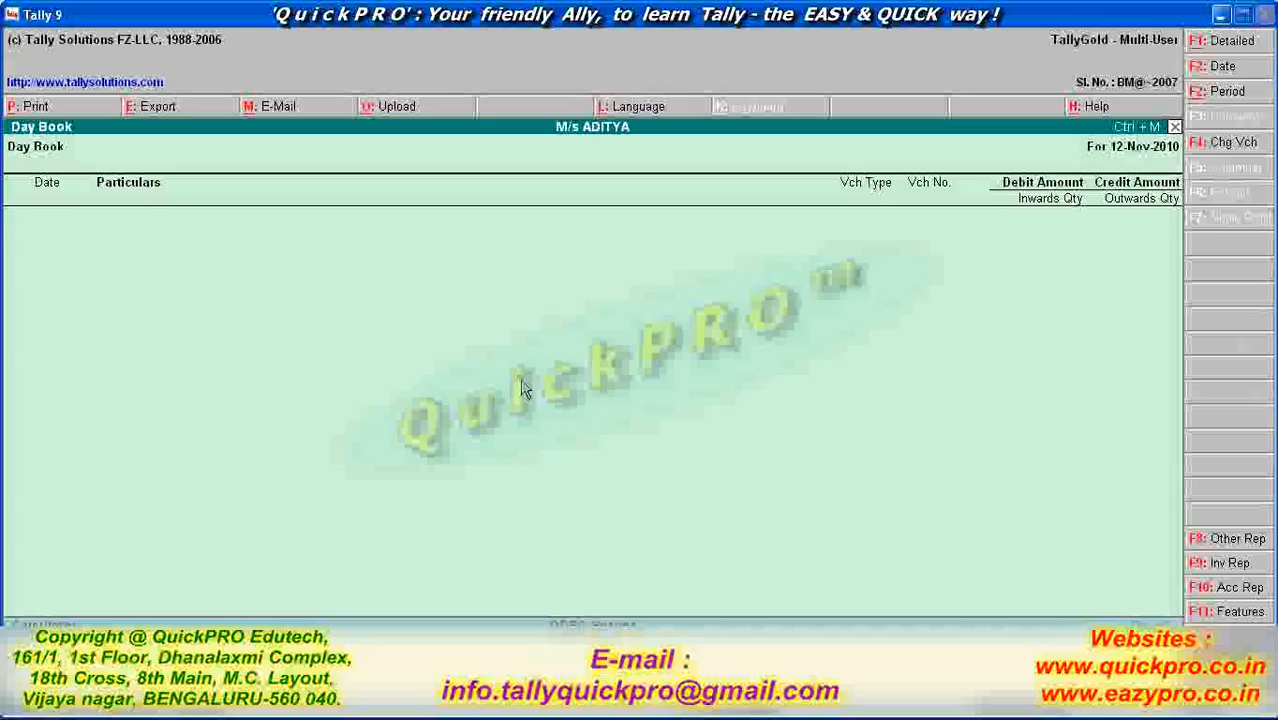 Tally 9
'QuickPRO' : Your friendly Ally, to learn Tally - the EASY & QUICK way !
(c) Tally Solutions FZ-LLC, 1988-2006
TallyGold - Multi-User
http://www.tallysolutions.com
Sl. No. : BM@~2007
P: Print
E: Export
M: E-Mail
O: Upload
L: Language
H: Help
Day Book
M/s ADITYA
Ctrl + M
Day Book
For 12-Nov-2010
Date
Particulars
Vch Type
Vch No.
Debit Amount
Credit Amount
Inwards Qty
Outwards Qty
QuickPRO
F1: Detailed
F2: Date
F2: Period
F4: Chg Vch
F8: Other Rep
F9: Inv Rep
F10: Acc Rep
F11: Features
Copyright @ QuickPRO Edutech,
161/1, 1st Floor, Dhanalaxmi Complex,
18th Cross, 8th Main, M.C. Layout,
Vijaya nagar, BENGALURU-560 040.
E-mail :
info.tallyquickpro@gmail.com
Websites :
www.quickpro.co.in
www.eazypro.co.in